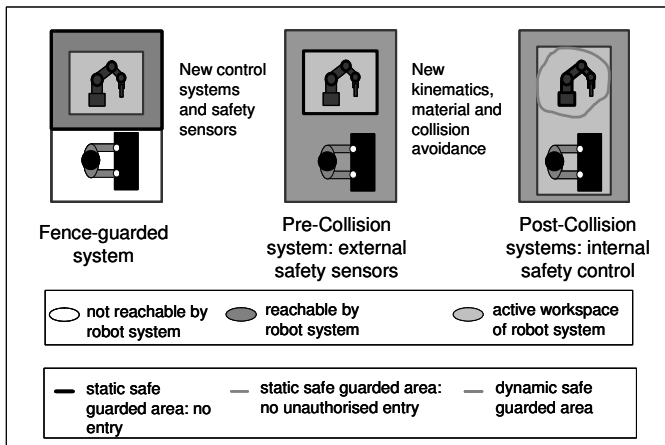 New control
systems
and safety
sensors
New
kinematics,
material and
collision
avoidance
Fence-guarded
system
Pre-Collision
system: external
safety sensors
Post-Collision
systems: internal
safety control
not reachable by
robot system
reachable by
robot system
active workspace
of robot system
static safe
guarded area: no
entry
static safe guarded area:
no unauthorised entry
dynamic safe
guarded area